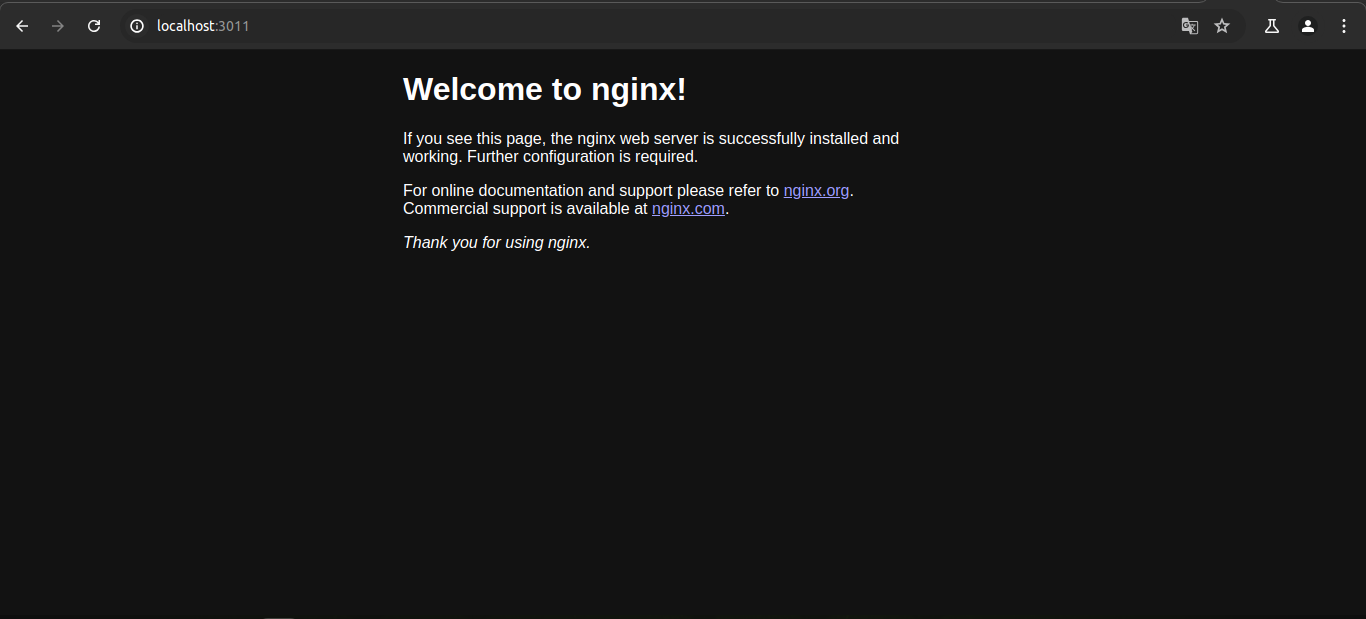 localhost:3011
Welcome to nginx!
If you see this page, the nginx web server is successfully installed and
working. Further configuration is required.
For online documentation and support please refer to nginx.org.
Commercial support is available at nginx.com.
Thank you for using nginx.